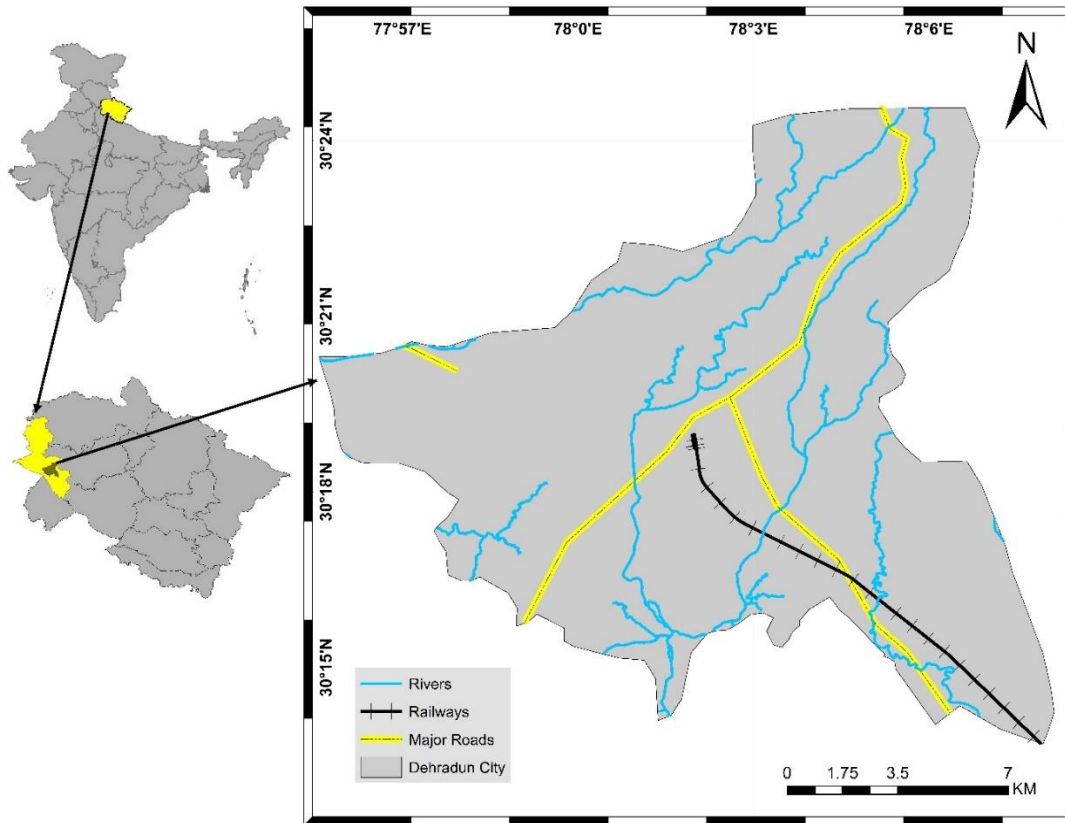 77°57'E 78°0'E 78°3'E 78°6'E
N
30°24'N
30°21'N
30°18'N
30°15'N
Rivers
Railways
Major Roads
Dehradun City
0 1.75 3.5 7
KM